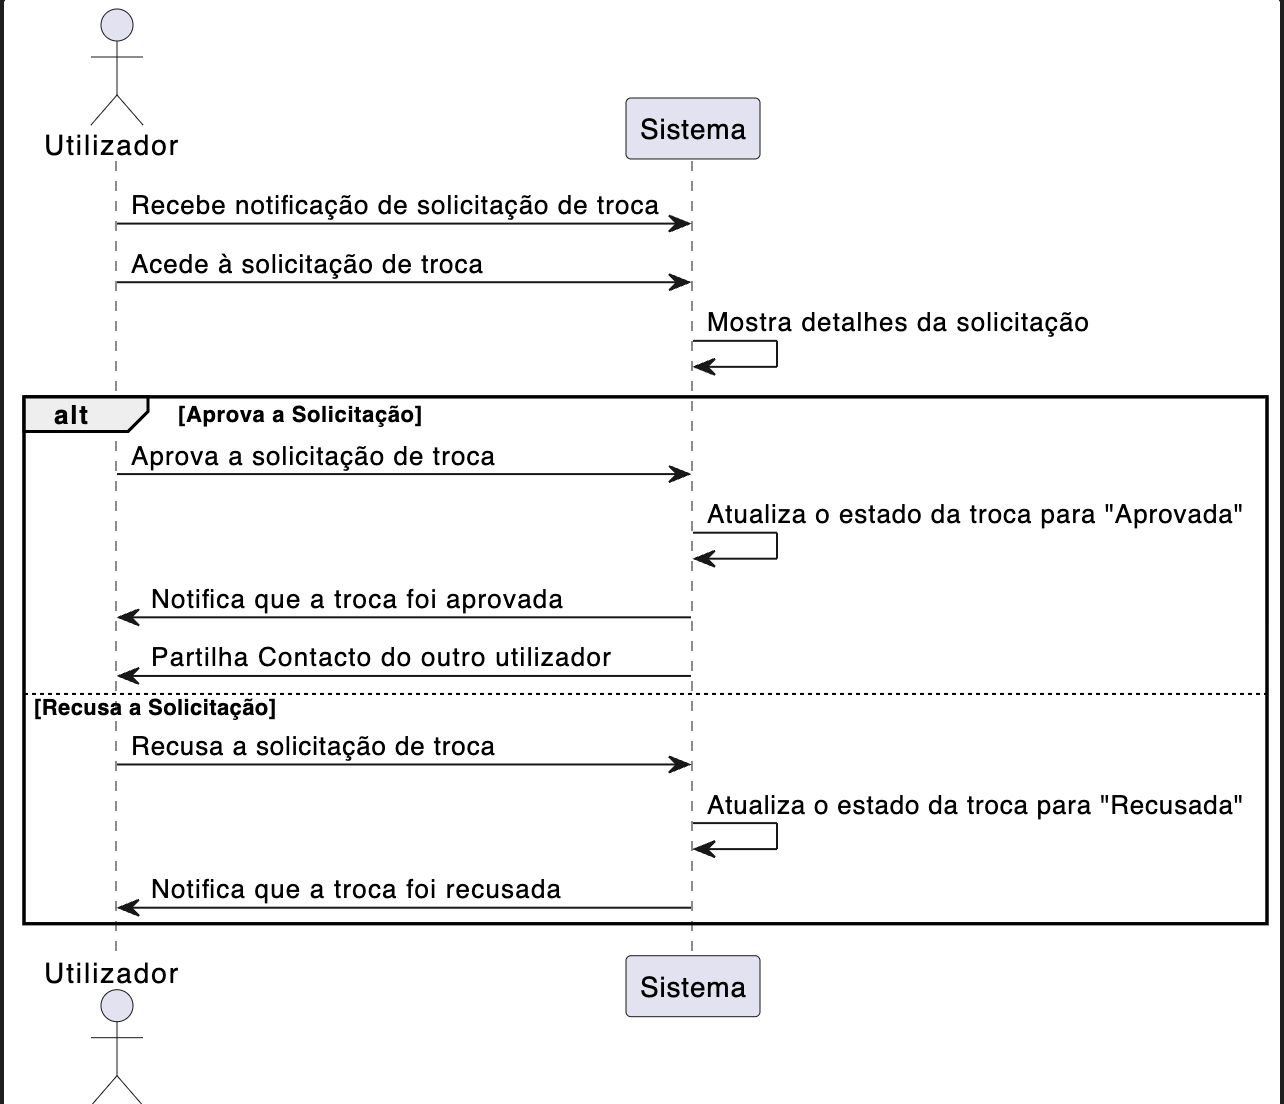 Utilizador
Sistema
Recebe notificação de solicitação de troca
Acede à solicitação de troca
Mostra detalhes da solicitação
alt [Aprova a Solicitação]
Aprova a solicitação de troca
Atualiza o estado da troca para "Aprovada"
Notifica que a troca foi aprovada
Partilha Contacto do outro utilizador
[Recusa a Solicitação]
Recusa a solicitação de troca
Atualiza o estado da troca para "Recusada"
Notifica que a troca foi recusada
Utilizador
Sistema